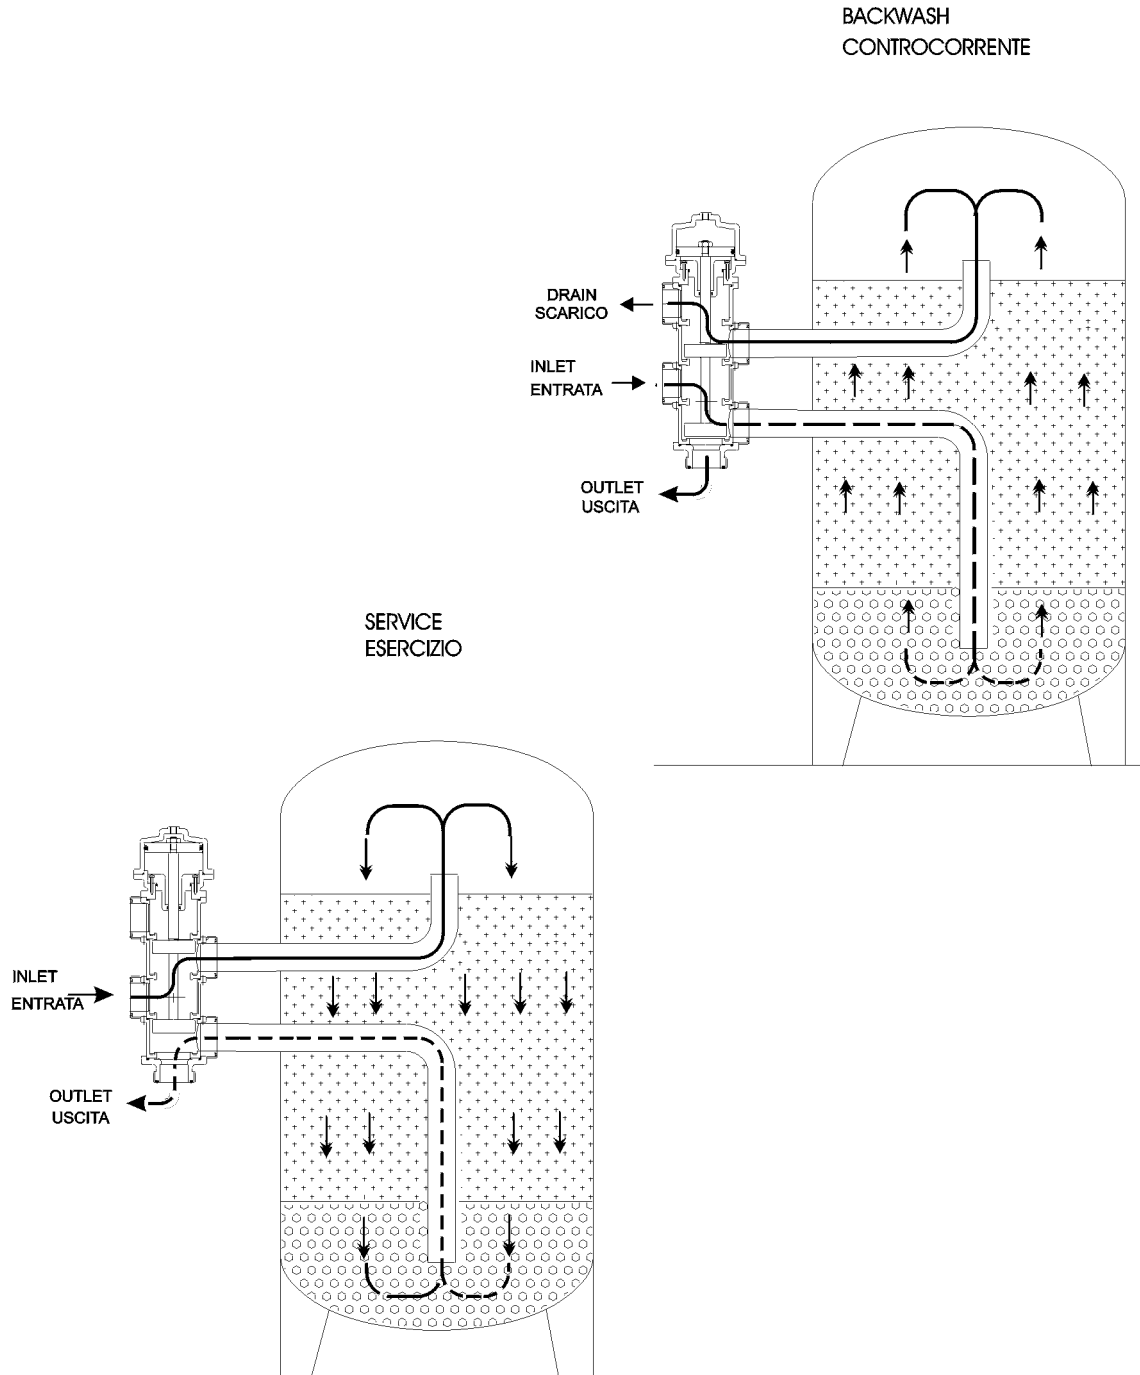 BACKWASH
CONTROCORRENTE
DRAIN
SCARICO
INLET
ENTRATA
OUTLET
USCITA
SERVICE
ESERCIZIO
INLET
ENTRATA
OUTLET
USCITA